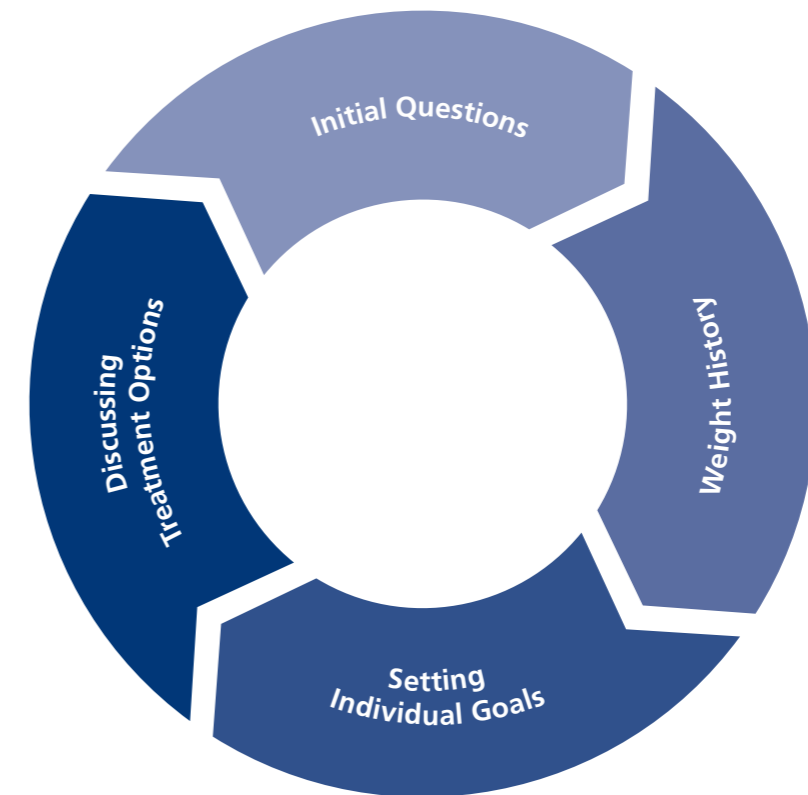 Initial Questions
Weight History
Setting
Individual Goals
Discussing
Treatment Options